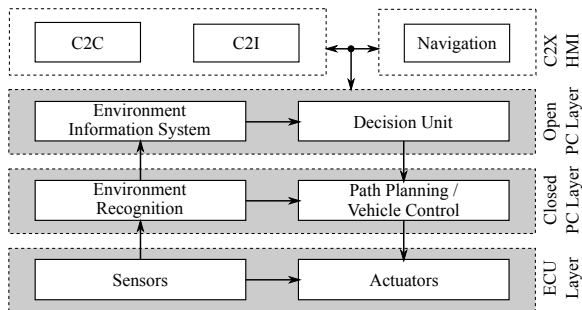 C2C
C2I
Navigation
C2X
HMI
Environment
Information System
Decision Unit
Open
PC Layer
Environment
Recognition
Path Planning /
Vehicle Control
Closed
PC Layer
Sensors
Actuators
ECU
Layer